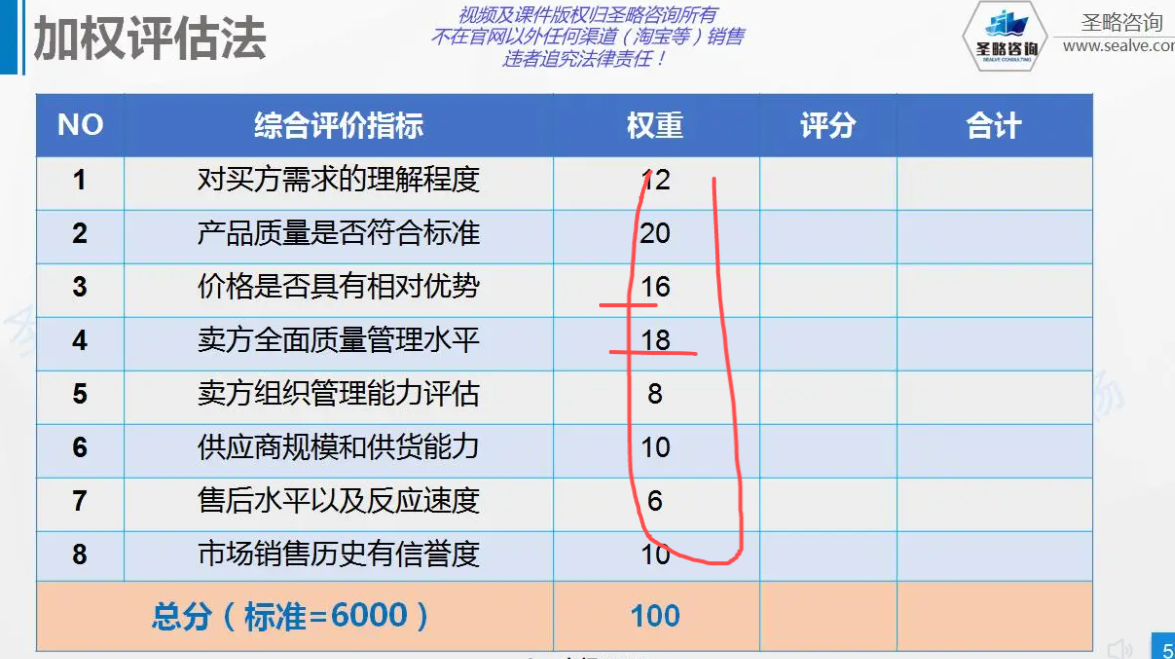 加权评估法
视频及课件版权归圣略咨询所有
不在官网以外任何渠道（淘宝等）销售
违者追究法律责任！
圣略咨询
SEALVE CONSULTING
圣略咨询
www.sealve.com
NO 综合评价指标 权重 评分 合计
1 对买方需求的理解程度 12
2 产品质量是否符合标准 20
3 价格是否具有相对优势 16
4 卖方全面质量管理水平 18
5 卖方组织管理能力评估 8
6 供应商规模和供货能力 10
7 售后水平以及反应速度 6
8 市场销售历史有信誉度 10
总分（标准=6000） 100
5